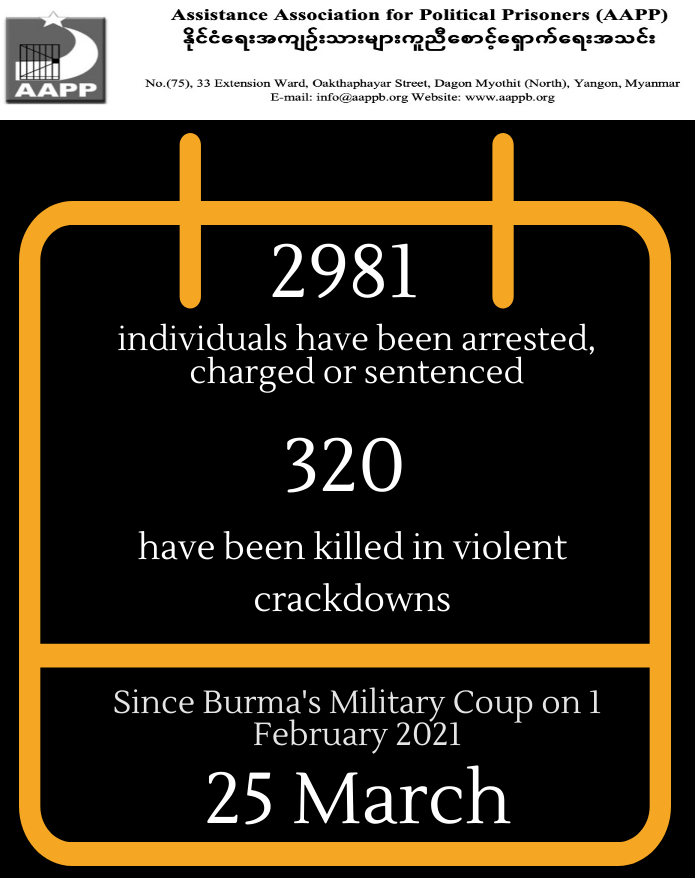 Assistance Association for Political Prisoners (AAPP)
နိုင်ငံရေးအကျဉ်းသားများကူညီစောင့်ရှောက်ရေးအသင်း
AAPP
No.(75), 33 Extension Ward, Oakthaphayar Street, Dagon Myothit (North), Yangon, Myanmar
E-mail: info@aappb.org Website: www.aappb.org
2981
individuals have been arrested,
charged or sentenced
320
have been killed in violent
crackdowns
Since Burma's Military Coup on 1
February 2021
25 March